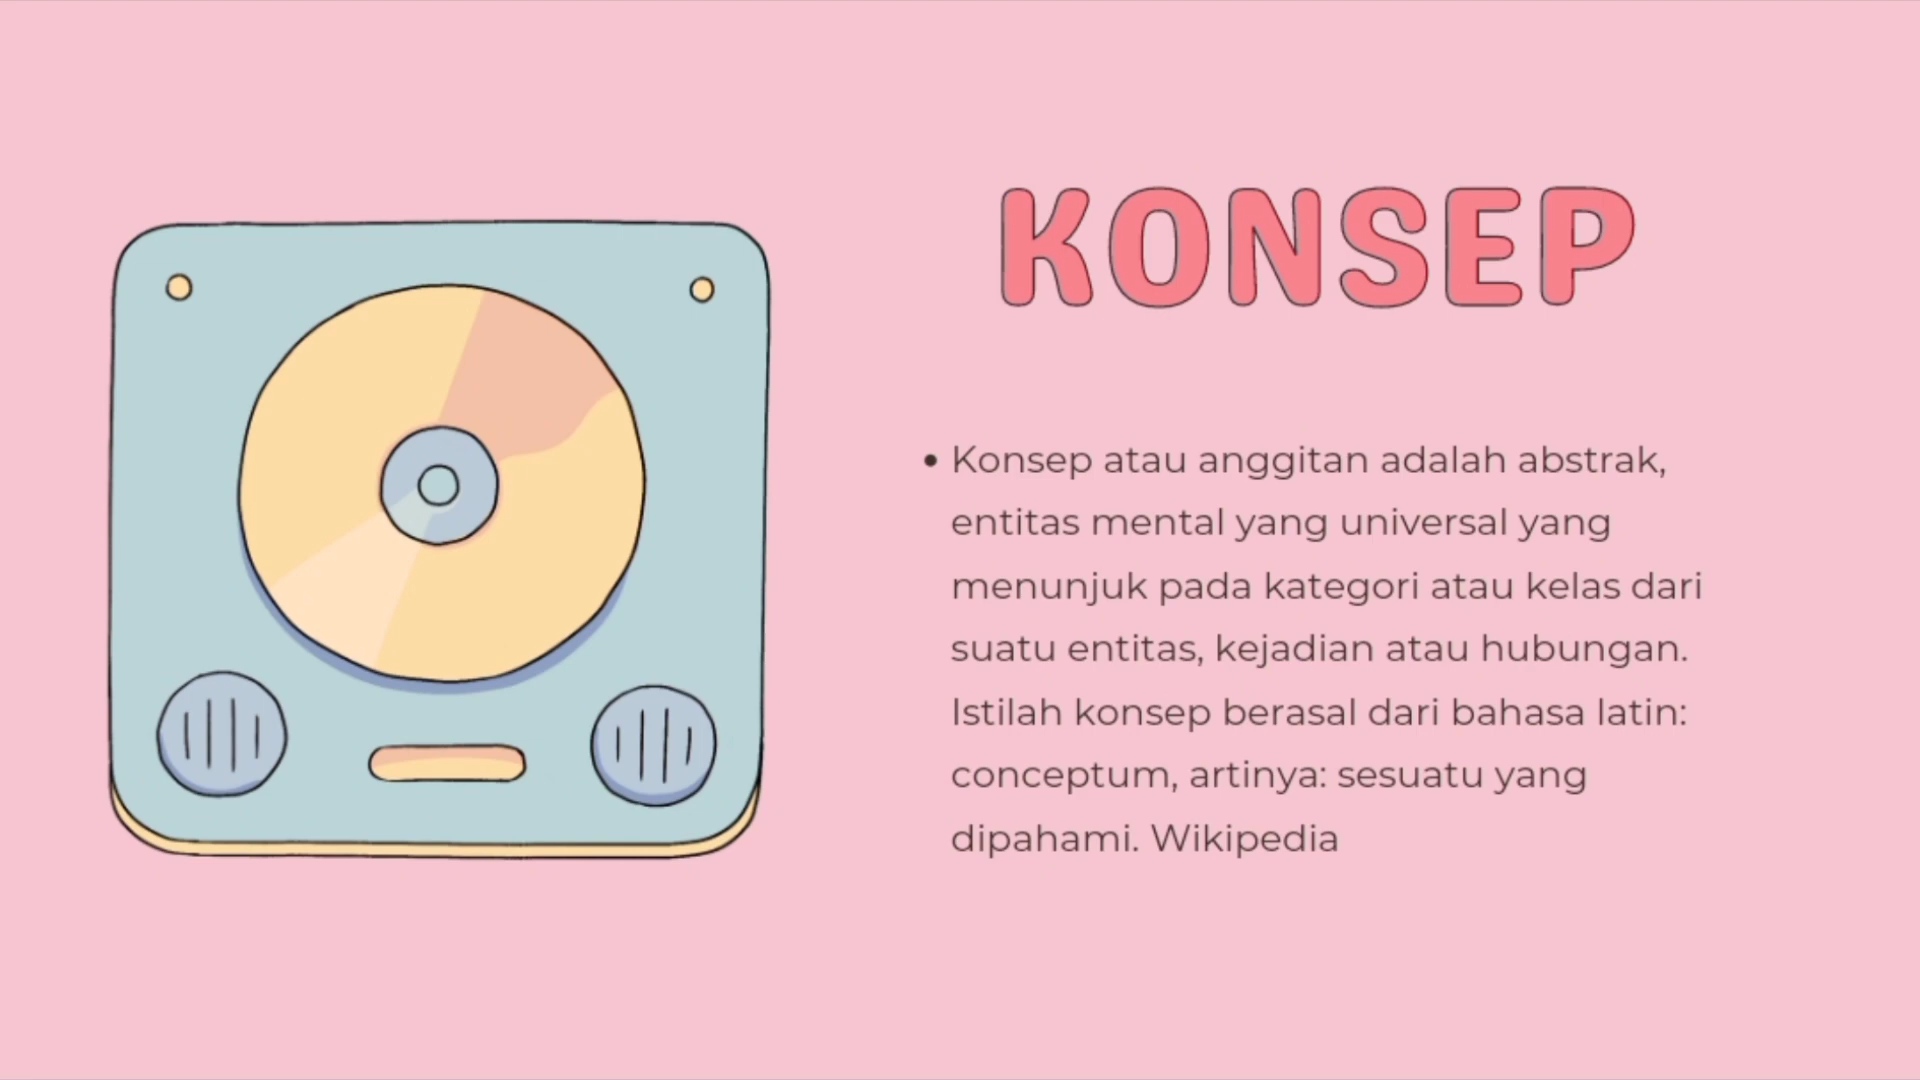 KONSEP
• Konsep atau anggitan adalah abstrak,
entitas mental yang universal yang
menunjuk pada kategori atau kelas dari
suatu entitas, kejadian atau hubungan.
Istilah konsep berasal dari bahasa latin:
conceptum, artinya: sesuatu yang
dipahami. Wikipedia